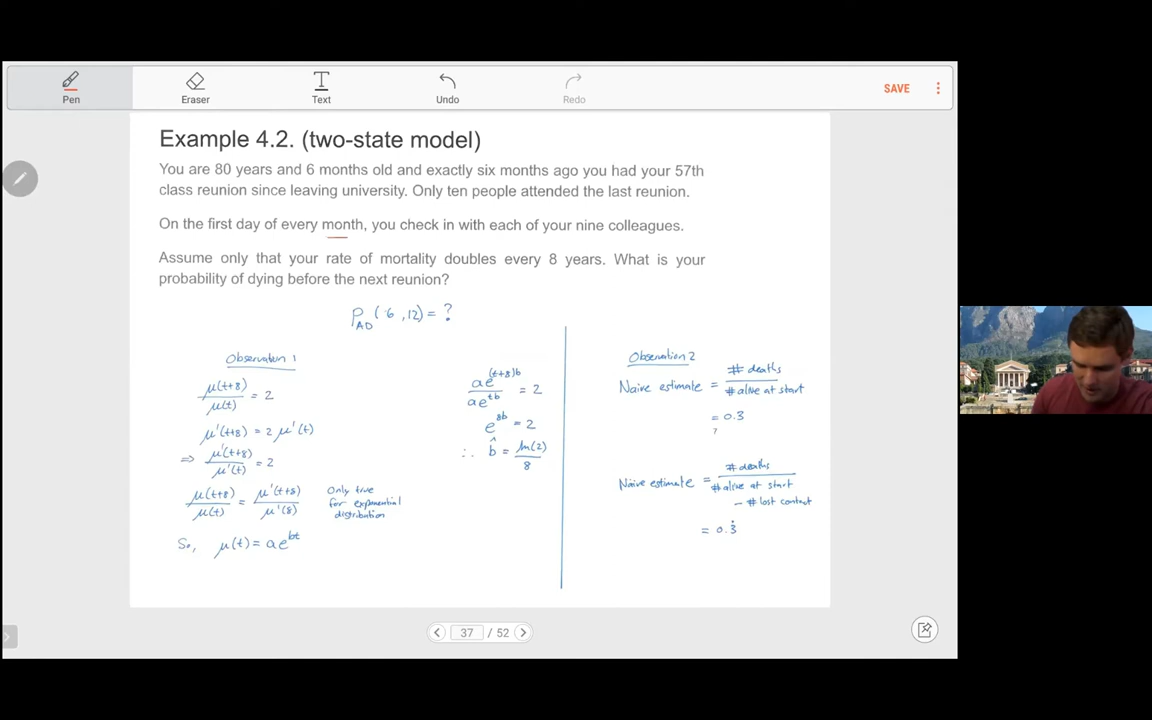 Pen
Eraser
Text
Undo
Redo
SAVE
Example 4.2. (two-state model)
You are 80 years and 6 months old and exactly six months ago you had your 57th
class reunion since leaving university. Only ten people attended the last reunion.
On the first day of every month, you check in with each of your nine colleagues.
Assume only that your rate of mortality doubles every 8 years. What is your
probability of dying before the next reunion?
P_AD (6,12) = ?
Observation 1
μ(t+8)/μ(t) = 2
μ'(t+8) = 2 μ'(t)
⇒ μ'(t+8)/μ'(t) = 2
μ(t+8)/μ(t) = μ'(t+8)/μ'(8)
Only true
for exponential
distribution
So, μ(t) = ae^bt
ae^(t+8)b/ae^tb = 2
e^8b = 2
∴ b̂ = ln(2)/8
Observation 2
Naive estimate = # deaths/# alive at start
= 0.3
?
Naive estimate = # deaths/# alive at start
- # lost contact
= 0.3̇
37 / 52